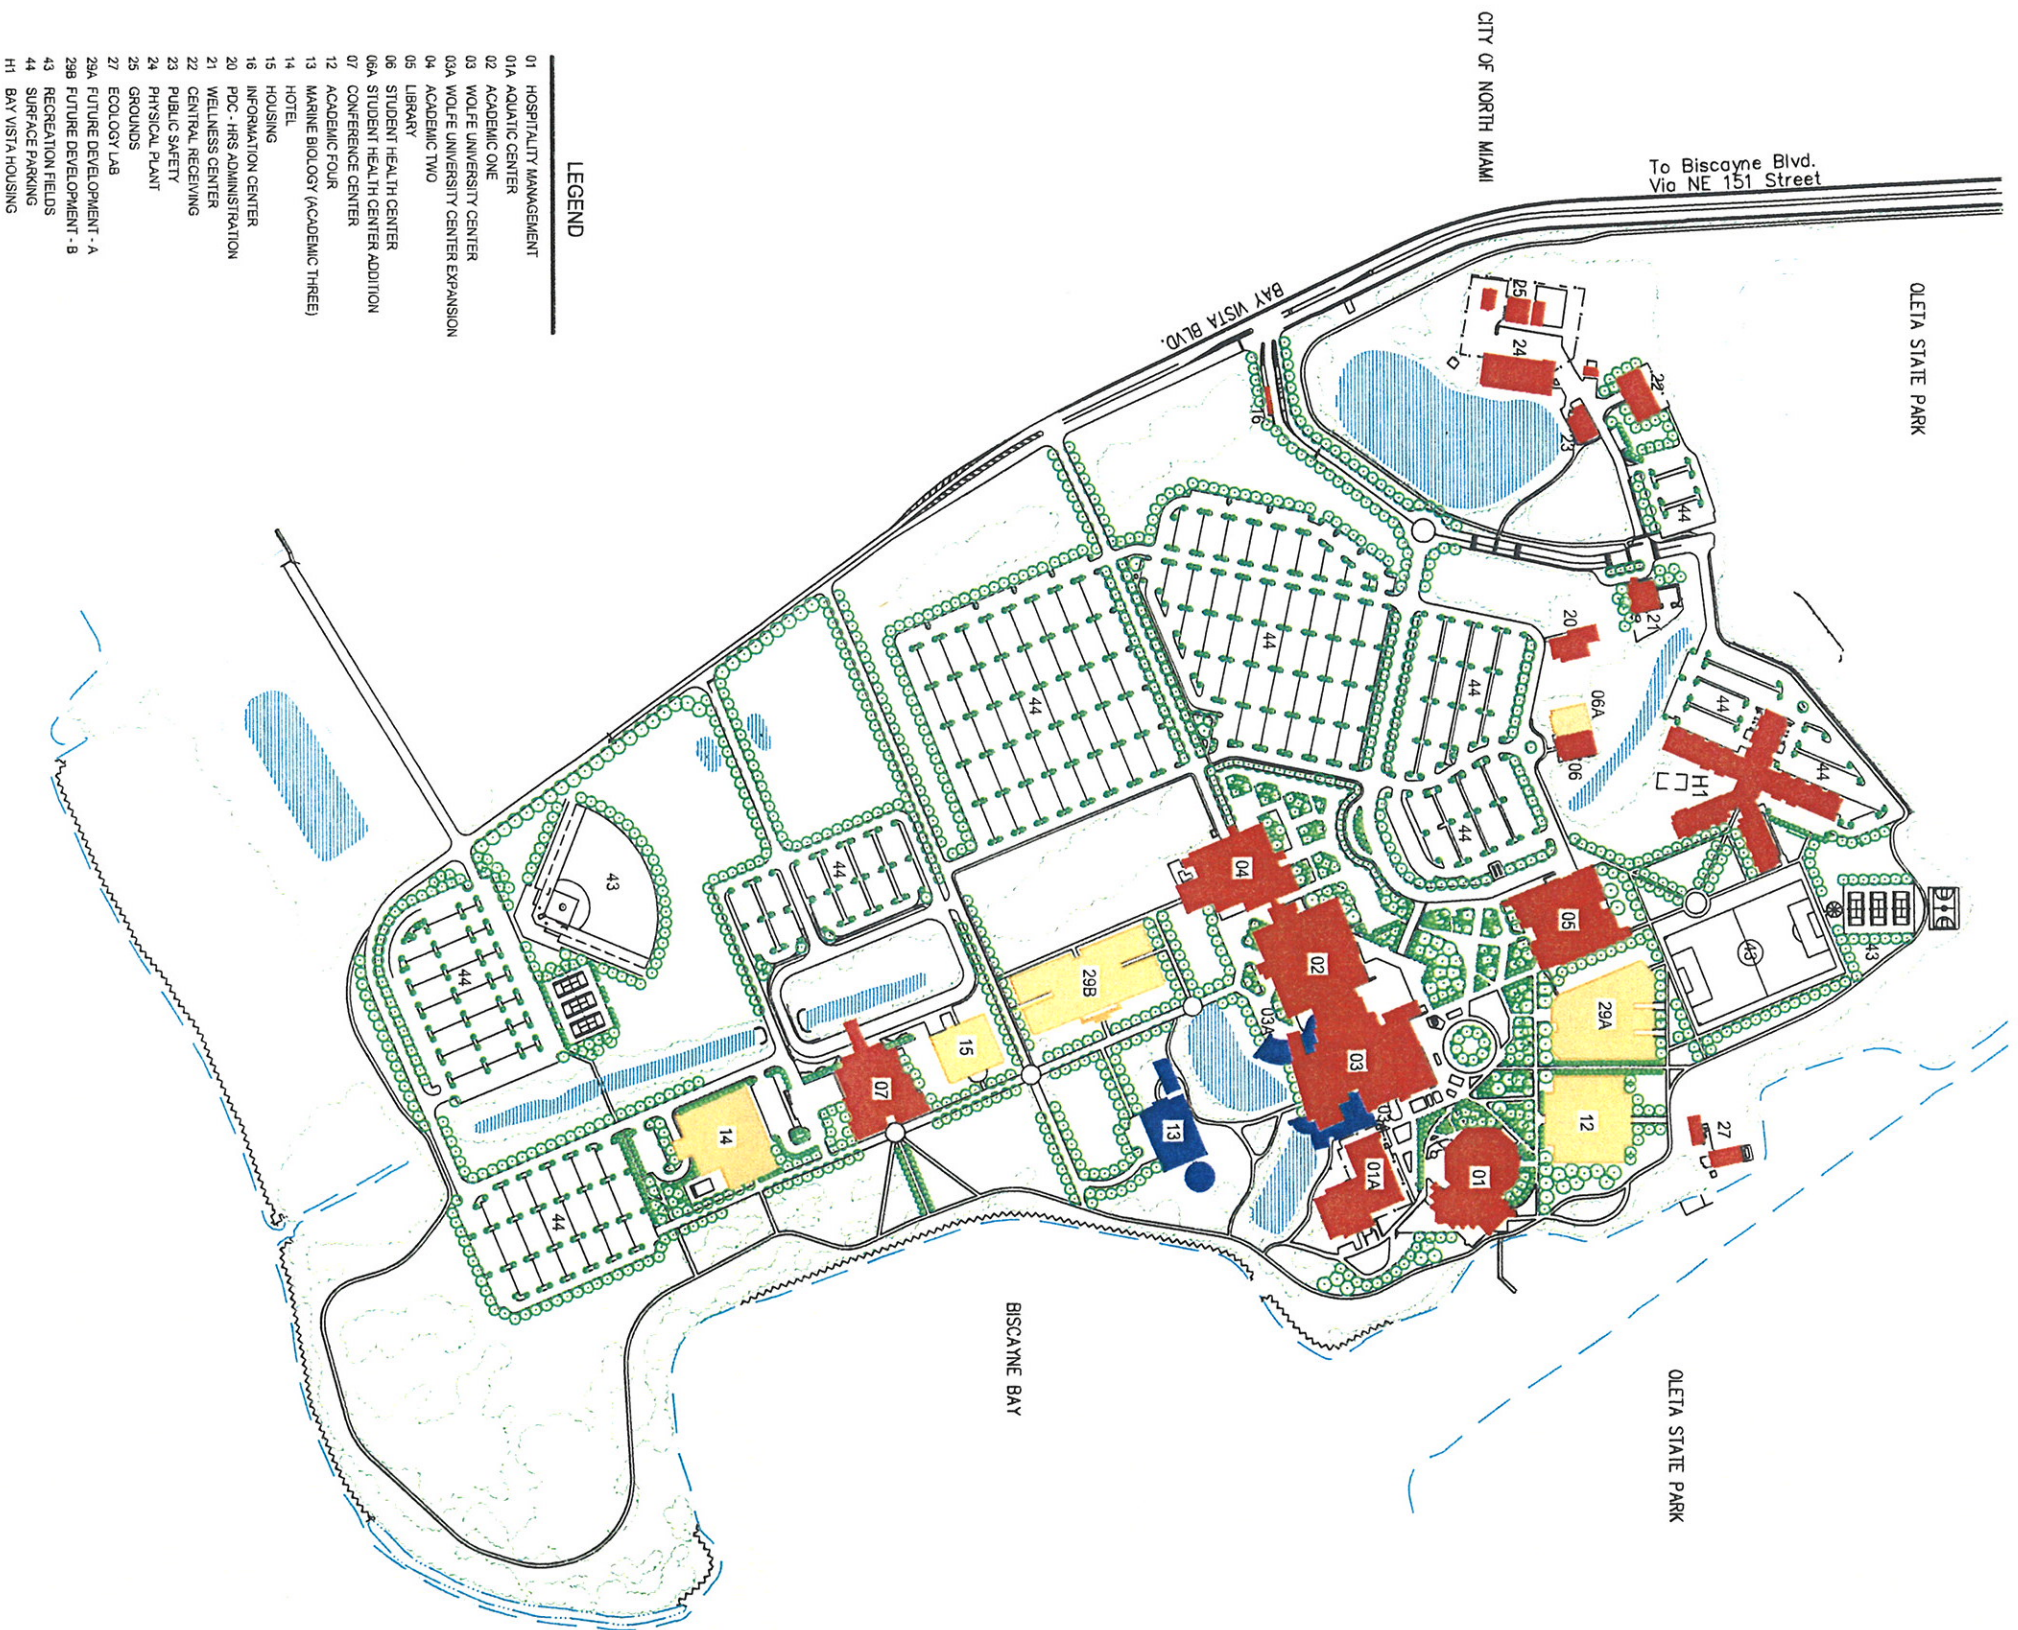 LEGEND
01 HOSPITALITY MANAGEMENT
01A AQUATIC CENTER
02 ACADEMIC ONE
03 WOLFE UNIVERSITY CENTER
03A WOLFE UNIVERSITY CENTER EXPANSION
04 ACADEMIC TWO
05 LIBRARY
06 STUDENT HEALTH CENTER
06A STUDENT HEALTH CENTER ADDITION
07 CONFERENCE CENTER
12 ACADEMIC FOUR
13 MARINE BIOLOGY (ACADEMIC THREE)
14 HOTEL
15 HOUSING
16 INFORMATION CENTER
20 PDC - HRS ADMINISTRATION
21 WELLNESS CENTER
22 CENTRAL RECEIVING
23 PUBLIC SAFETY
24 PHYSICAL PLANT
25 GROUNDS
27 ECOLOGY LAB
29A FUTURE DEVELOPMENT - A
29B FUTURE DEVELOPMENT - B
43 RECREATION FIELDS
44 SURFACE PARKING
H1 BAY VISTA HOUSING
CITY OF NORTH MIAMI
To Biscayne Blvd.
Via NE 151 Street
OLETA STATE PARK
BAY VISTA BLVD.
25
24
22
23
16
44
21
20
44
44
44
06A
06
H1
44
44
44
44
04
05
02
43
43
43
44
44
29B
29A
03A
03
15
07
13
12
27
03A
01A
01
14
44
BISCAYNE BAY
OLETA STATE PARK